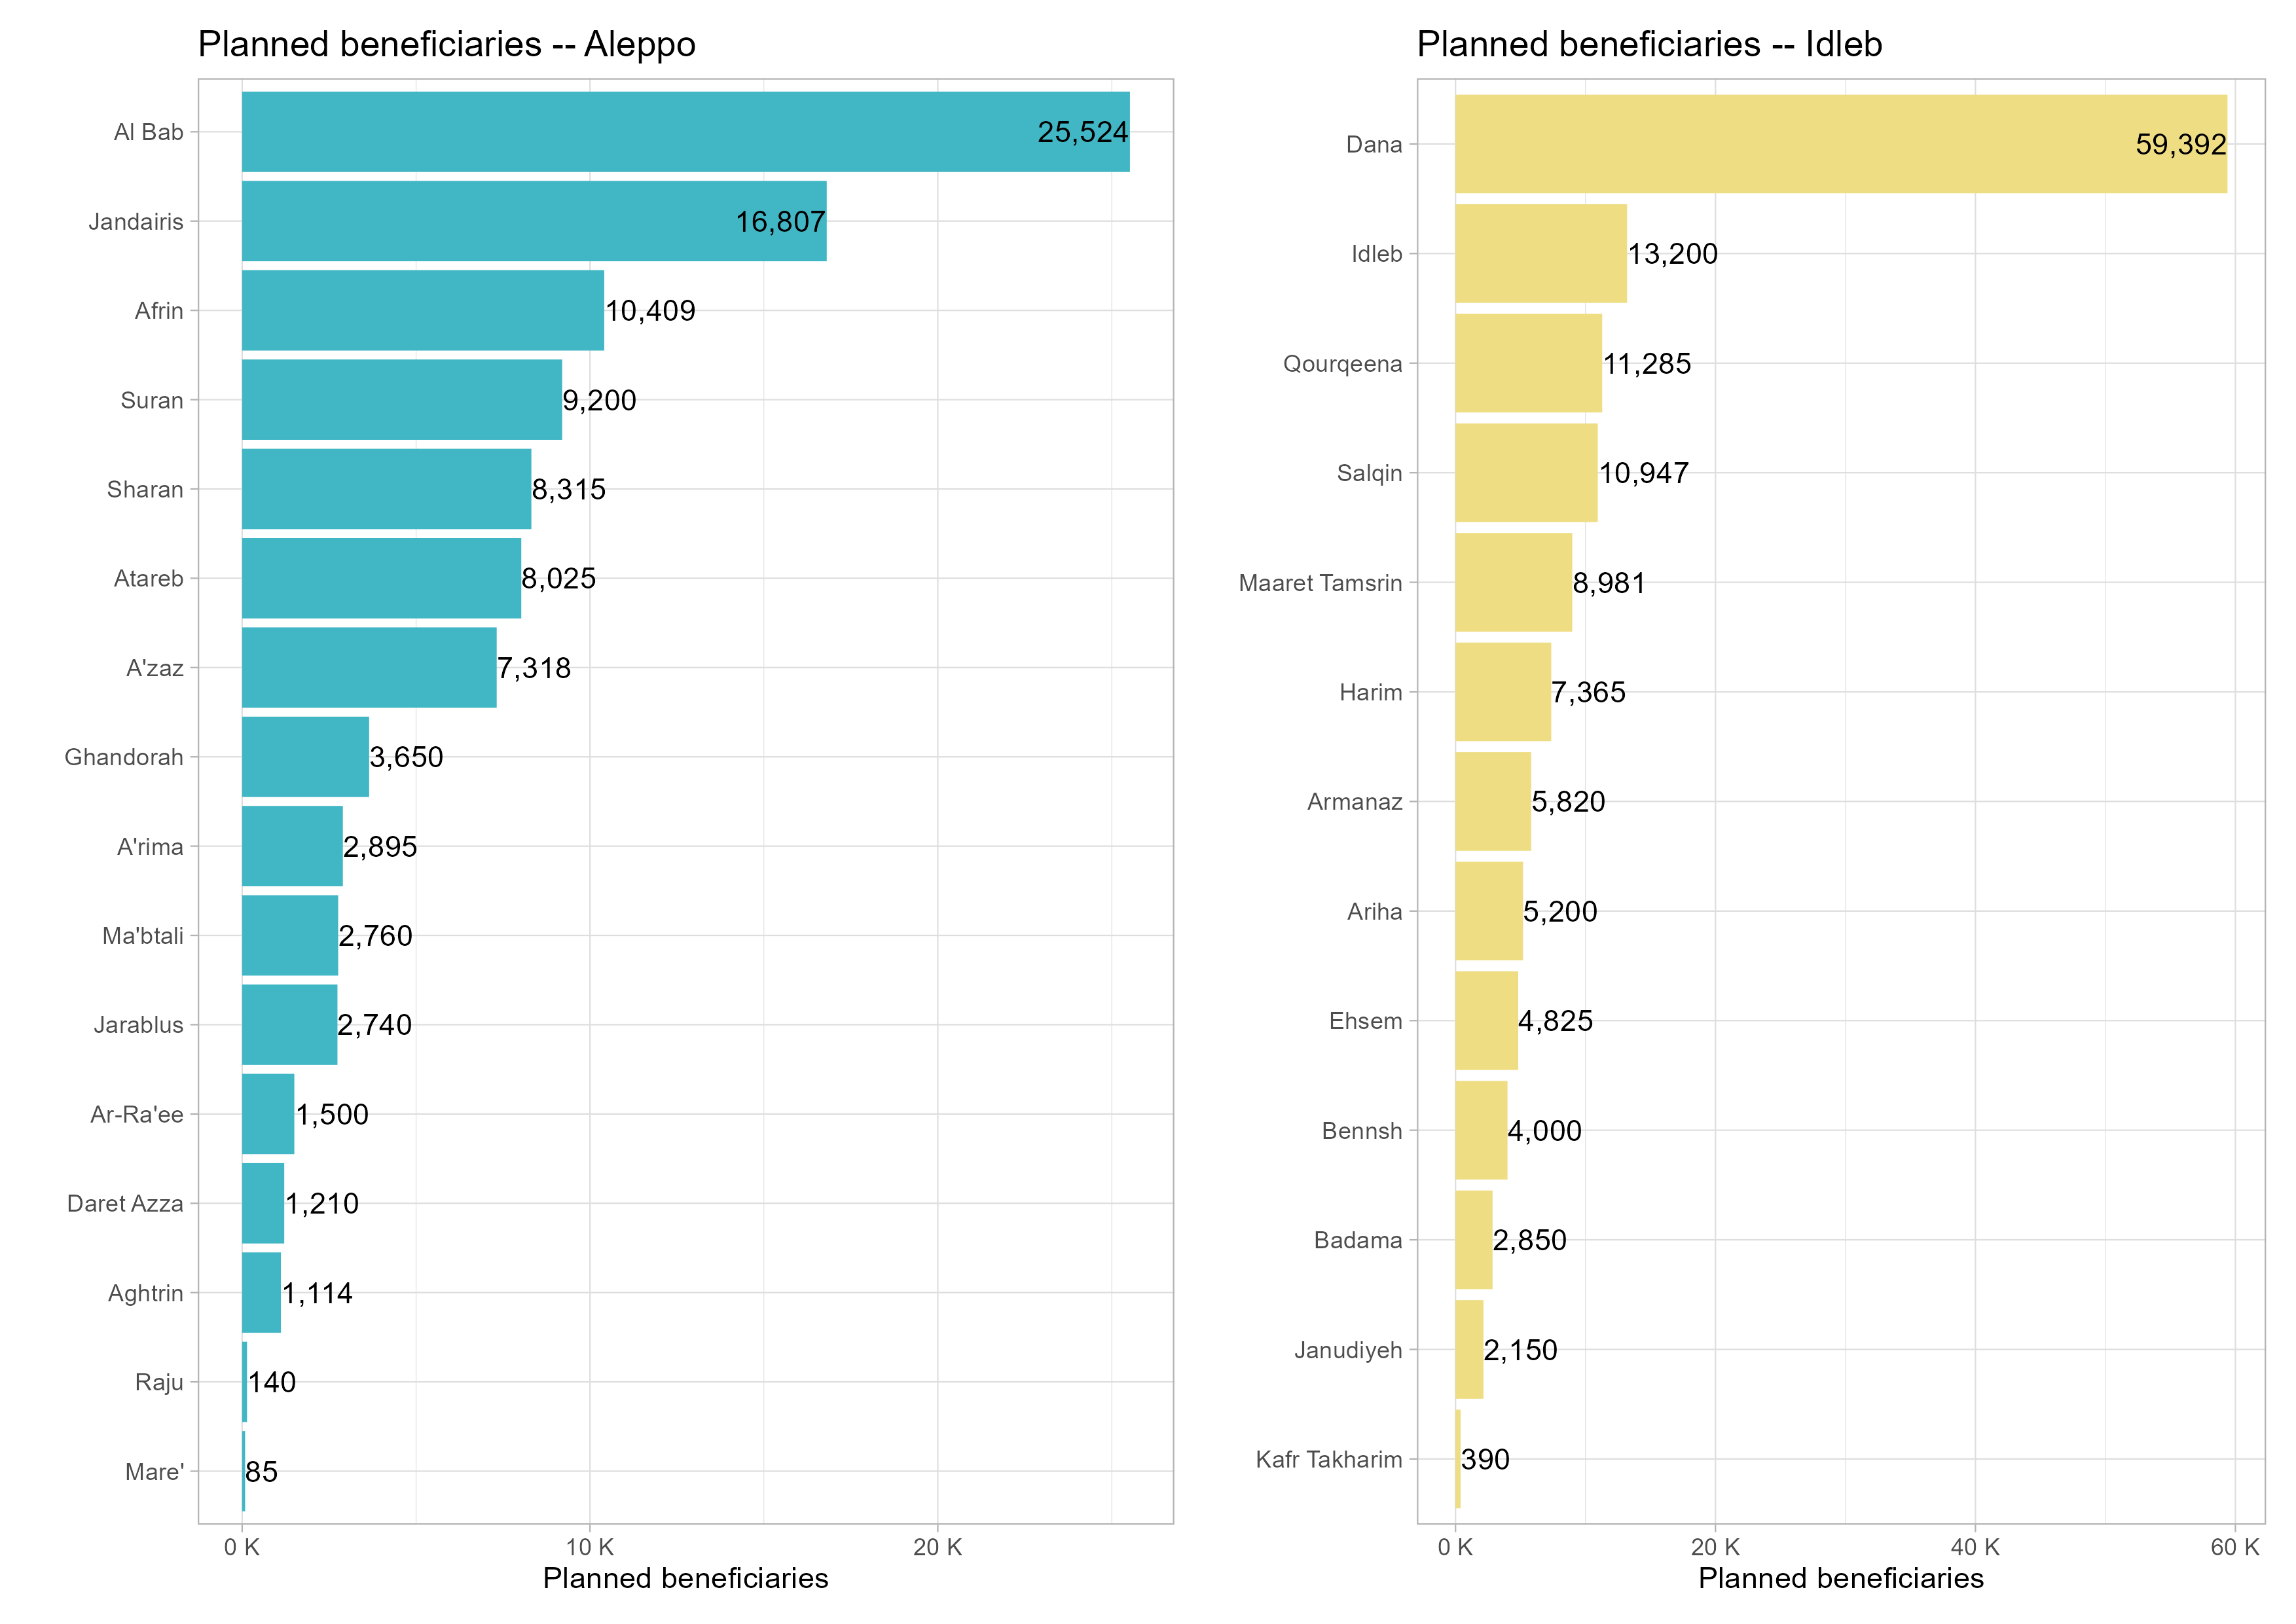 Planned beneficiaries -- Aleppo
Al Bab 25,524
Jandairis 16,807
Afrin 10,409
Suran 9,200
Sharan 8,315
Atareb 8,025
A'zaz 7,318
Ghandorah 3,650
A'rima 2,895
Ma'btali 2,760
Jarablus 2,740
Ar-Ra'ee 1,500
Daret Azza 1,210
Aghtrin 1,114
Raju 140
Mare' 85
0 K 10 K 20 K
Planned beneficiaries
Planned beneficiaries -- Idleb
Dana 59,392
Idleb 13,200
Qourqeena 11,285
Salqin 10,947
Maaret Tamsrin 8,981
Harim 7,365
Armanaz 5,820
Ariha 5,200
Ehsem 4,825
Bennsh 4,000
Badama 2,850
Janudiyeh 2,150
Kafr Takharim 390
0 K 20 K 40 K 60 K
Planned beneficiaries